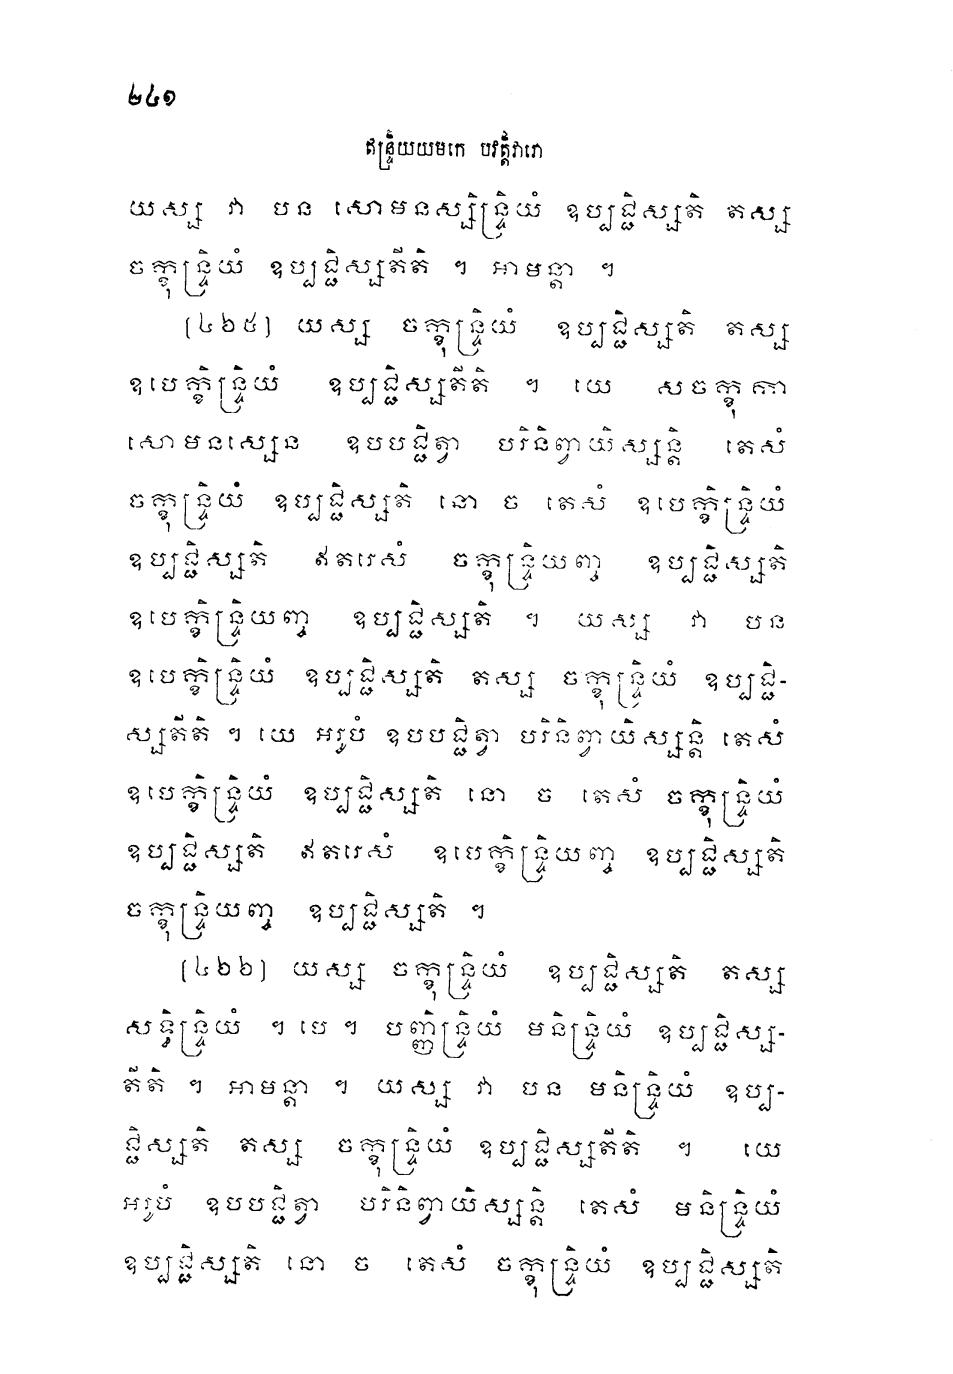 ២៤១
ឥន្ទ្រិយយមកេ បវត្តិវារោ
យស្ស វា បន សោមនស្សិន្ទ្រិយំ ឧប្បជ្ជិស្សតិ តស្ស
ចក្ខុន្ទ្រិយំ ឧប្បជ្ជិស្សតីតិ ។ អាមន្តា ។
(៤២៥) យស្ស ចក្ខុន្ទ្រិយំ ឧប្បជ្ជិស្សតិ តស្ស
ឧបេក្ខិន្ទ្រិយំ ឧប្បជ្ជិស្សតីតិ ។ យេ សចក្ខុកា
សោមនស្សេន ឧបបជ្ជិត្វា បរិនិព្វាយិស្សន្តិ តេសំ
ចក្ខុន្ទ្រិយំ ឧប្បជ្ជិស្សតិ នោ ច តេសំ ឧបេក្ខិន្ទ្រិយំ
ឧប្បជ្ជិស្សតិ ឥតរេសំ ចក្ខុន្ទ្រិយញ្ច ឧប្បជ្ជិស្សតិ
ឧបេក្ខិន្ទ្រិយញ្ច ឧប្បជ្ជិស្សតិ ។ យស្ស វា បន
ឧបេក្ខិន្ទ្រិយំ ឧប្បជ្ជិស្សតិ តស្ស ចក្ខុន្ទ្រិយំ ឧប្បជ្ជិ-
ស្សតីតិ ។ យេ អរូបំ ឧបបជ្ជិត្វា បរិនិព្វាយិស្សន្តិ តេសំ
ឧបេក្ខិន្ទ្រិយំ ឧប្បជ្ជិស្សតិ នោ ច តេសំ ចក្ខុន្ទ្រិយំ
ឧប្បជ្ជិស្សតិ ឥតរេសំ ឧបេក្ខិន្ទ្រិយញ្ច ឧប្បជ្ជិស្សតិ
ចក្ខុន្ទ្រិយញ្ច ឧប្បជ្ជិស្សតិ ។
(៤២៦) យស្ស ចក្ខុន្ទ្រិយំ ឧប្បជ្ជិស្សតិ តស្ស
សទ្ធិន្ទ្រិយំ ។ បេ ។ បញ្ញិន្ទ្រិយំ មនិន្ទ្រិយំ ឧប្បជ្ជិស្ស-
តីតិ ។ អាមន្តា ។ យស្ស វា បន មនិន្ទ្រិយំ ឧប្ប-
ជ្ជិស្សតិ តស្ស ចក្ខុន្ទ្រិយំ ឧប្បជ្ជិស្សតីតិ ។ យេ
អរូបំ ឧបបជ្ជិត្វា បរិនិព្វាយិស្សន្តិ តេសំ មនិន្ទ្រិយំ
ឧប្បជ្ជិស្សតិ នោ ច តេសំ ចក្ខុន្ទ្រិយំ ឧប្បជ្ជិស្សតិ